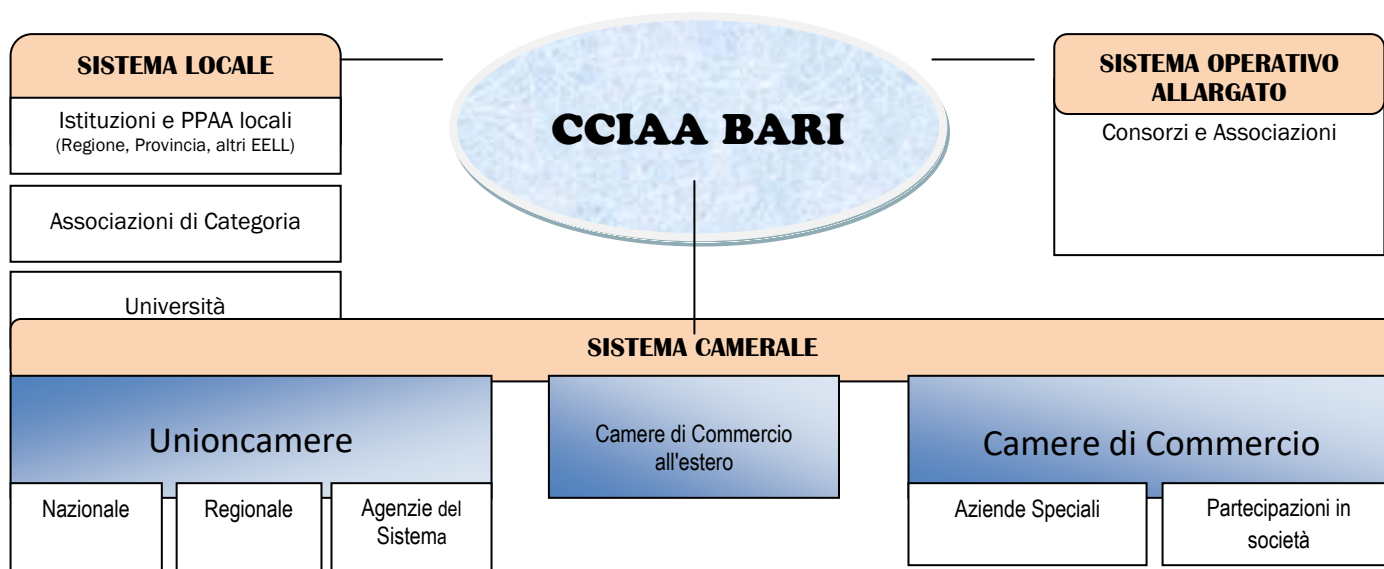 SISTEMA LOCALE
Istituzioni e PPAA locali
(Regione, Provincia, altri EELL)
Associazioni di Categoria
Università
CCIAA BARI
SISTEMA OPERATIVO
ALLARGATO
Consorzi e Associazioni
SISTEMA CAMERALE
Unioncamere
Nazionale
Regionale
Agenzie del
Sistema
Camere di Commercio
all'estero
Camere di Commercio
Aziende Speciali
Partecipazioni in
società